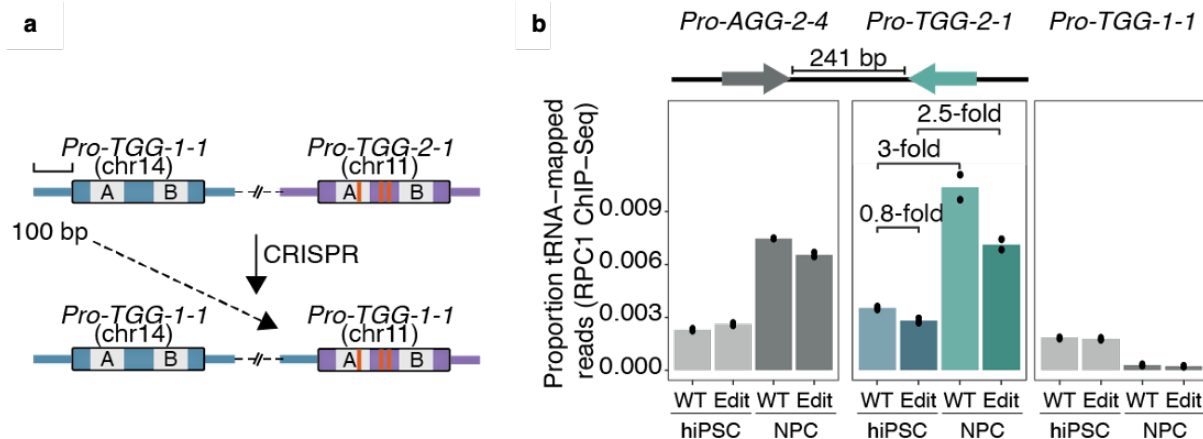 a
Pro-TGG-1-1
(chr14)
Pro-TGG-2-1
(chr11)
A
B
A
B
100 bp
CRISPR
Pro-TGG-1-1
(chr14)
Pro-TGG-1-1
(chr11)
A
B
A
B
b
Pro-AGG-2-4
Pro-TGG-2-1
Pro-TGG-1-1
241 bp
Proportion tRNA–mapped
reads (RPC1 ChIP–Seq)
0.009
0.006
0.003
0.000
2.5-fold
3-fold
0.8-fold
WT Edit WT Edit
hiPSC NPC
WT Edit WT Edit
hiPSC NPC
WT Edit WT Edit
hiPSC NPC